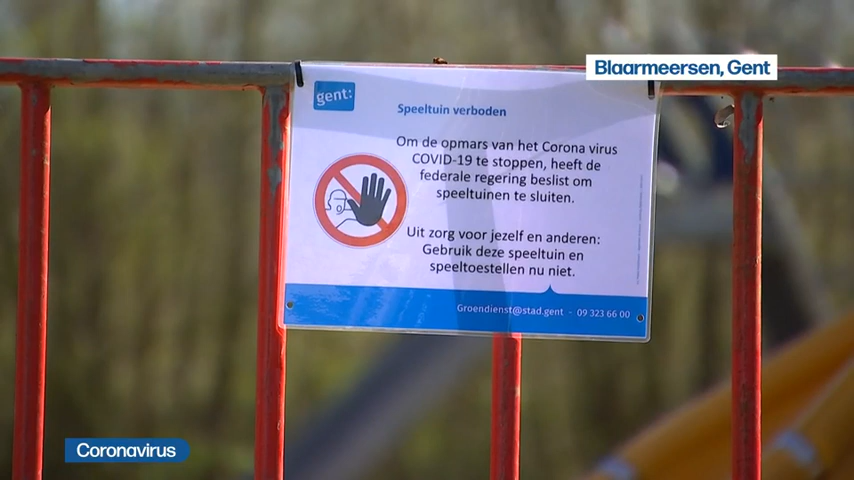 Blaarmeersen, Gent
gent:
Speeltuin verboden
Om de opmars van het Corona virus
COVID-19 te stoppen, heeft de
federale regering beslist om
speeltuinen te sluiten.
Uit zorg voor jezelf en anderen:
Gebruik deze speeltuin en
speeltoestellen nu niet.
Groendienst@stad.gent - 09 323 66 00
Coronavirus